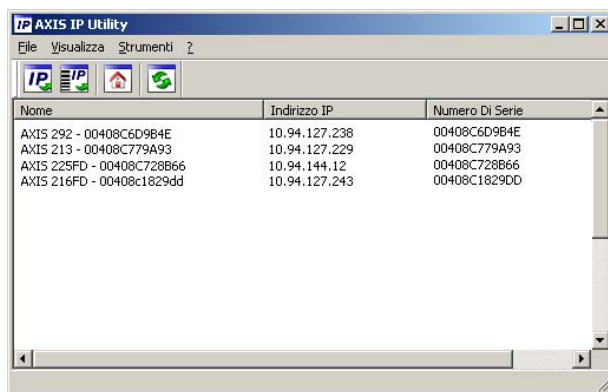 IP AXIS IP Utility
File Visualizza Strumenti ?
IP IP
Nome Indirizzo IP Numero Di Serie
AXIS 292 - 00408C6D9B4E 10.94.127.238 00408C6D9B4E
AXIS 213 - 00408C779A93 10.94.127.229 00408C779A93
AXIS 225FD - 00408C728B66 10.94.144.12 00408C728B66
AXIS 216FD - 00408c1829dd 10.94.127.243 00408C1829DD